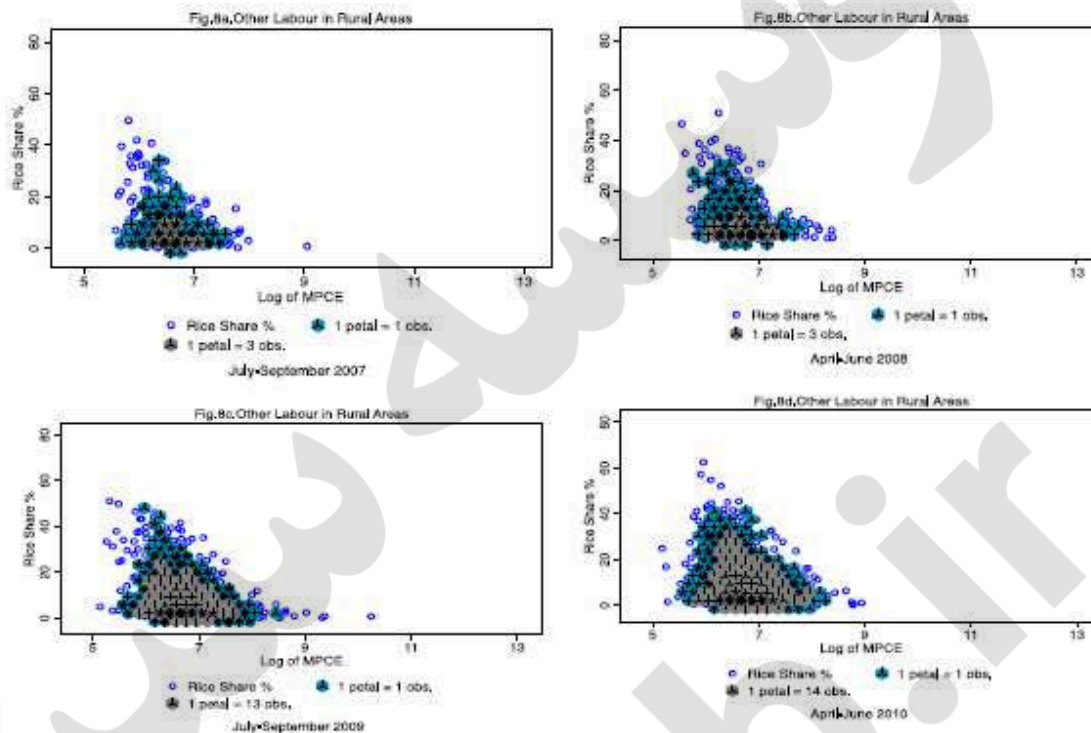 Fig.8a.Other Labour in Rural Areas
80
60
40
20
0
Rice Share %
5 7 9 11 13
Log of MPCE
Rice Share %
1 petal = 1 obs.
1 petal = 3 obs.
July-September 2007
Fig.8b.Other Labour in Rural Areas
80
60
40
20
0
Rice Share %
5 7 9 11 13
Log of MPCE
Rice Share %
1 petal = 1 obs.
1 petal = 3 obs.
April-June 2008
Fig.8c.Other Labour in Rural Areas
80
60
40
20
0
Rice Share %
5 7 9 11 13
Log of MPCE
Rice Share %
1 petal = 1 obs.
1 petal = 13 obs.
July-September 2009
Fig.8d.Other Labour in Rural Areas
80
60
40
20
0
Rice Share %
5 7 9 11 13
Log of MPCE
Rice Share %
1 petal = 1 obs.
1 petal = 14 obs.
April-June 2010